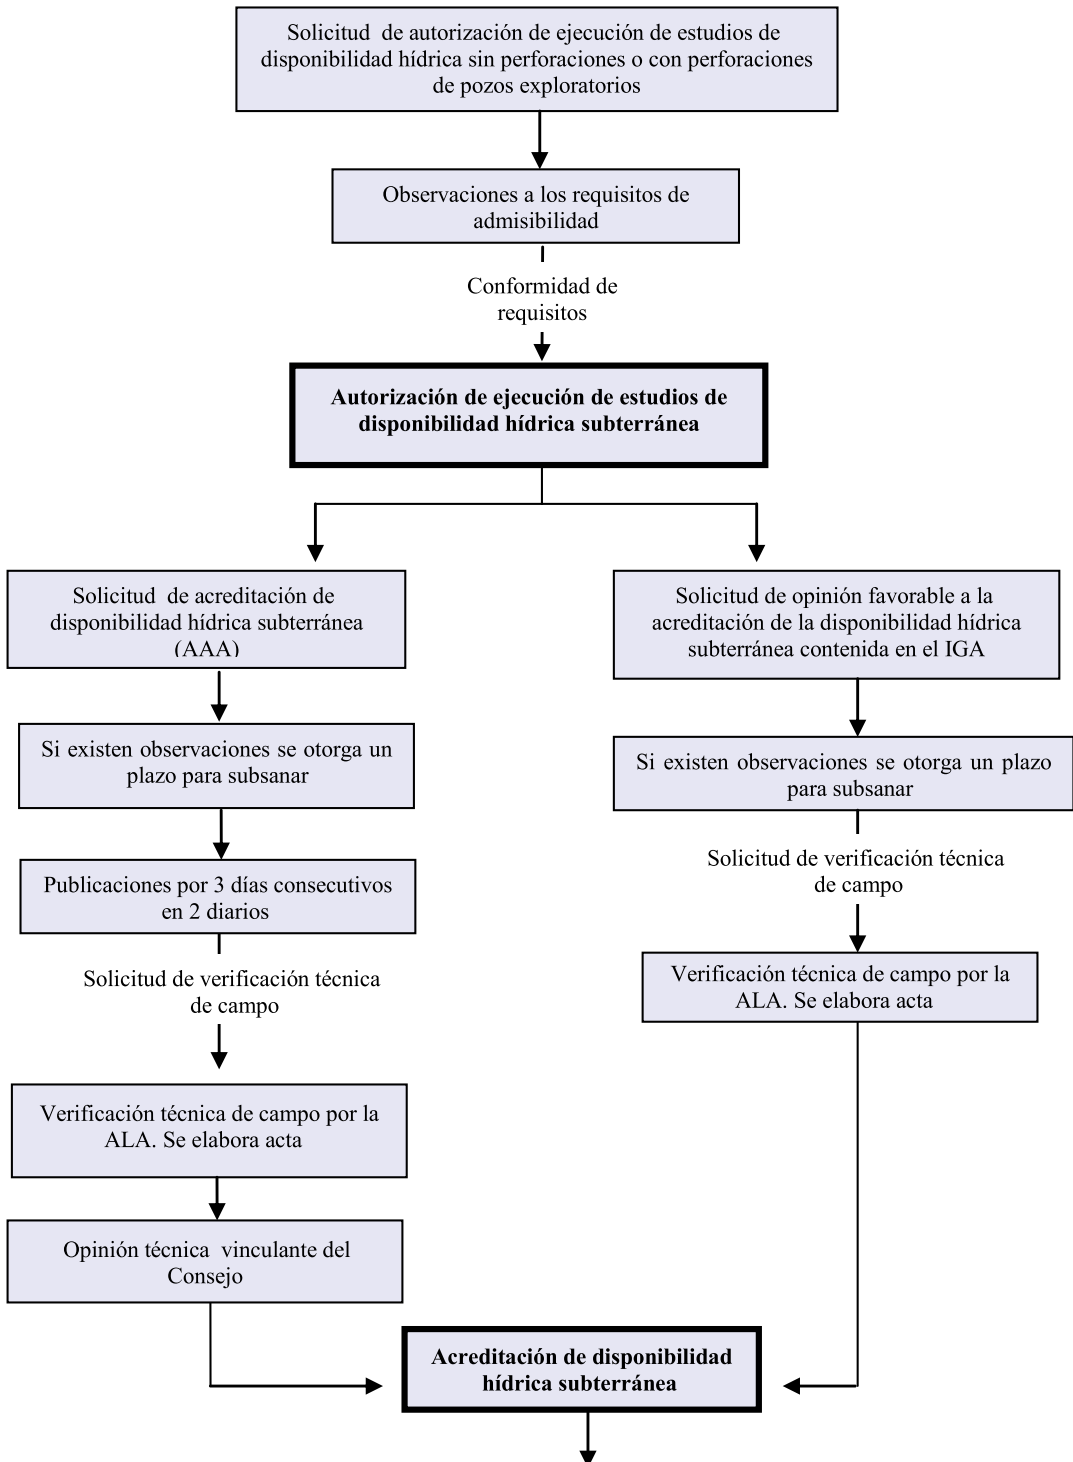 Solicitud de autorización de ejecución de estudios de
disponibilidad hídrica sin perforaciones o con perforaciones
de pozos exploratorios
Observaciones a los requisitos de
admisibilidad
Conformidad de
requisitos
Autorización de ejecución de estudios de
disponibilidad hídrica subterránea
Solicitud de acreditación de
disponibilidad hídrica subterránea
(AAA)
Si existen observaciones se otorga un
plazo para subsanar
Publicaciones por 3 días consecutivos
en 2 diarios
Solicitud de verificación técnica
de campo
Verificación técnica de campo por la
ALA. Se elabora acta
Opinión técnica vinculante del
Consejo
Solicitud de opinión favorable a la
acreditación de la disponibilidad hídrica
subterránea contenida en el IGA
Si existen observaciones se otorga un plazo
para subsanar
Solicitud de verificación técnica
de campo
Verificación técnica de campo por la
ALA. Se elabora acta
Acreditación de disponibilidad
hídrica subterránea